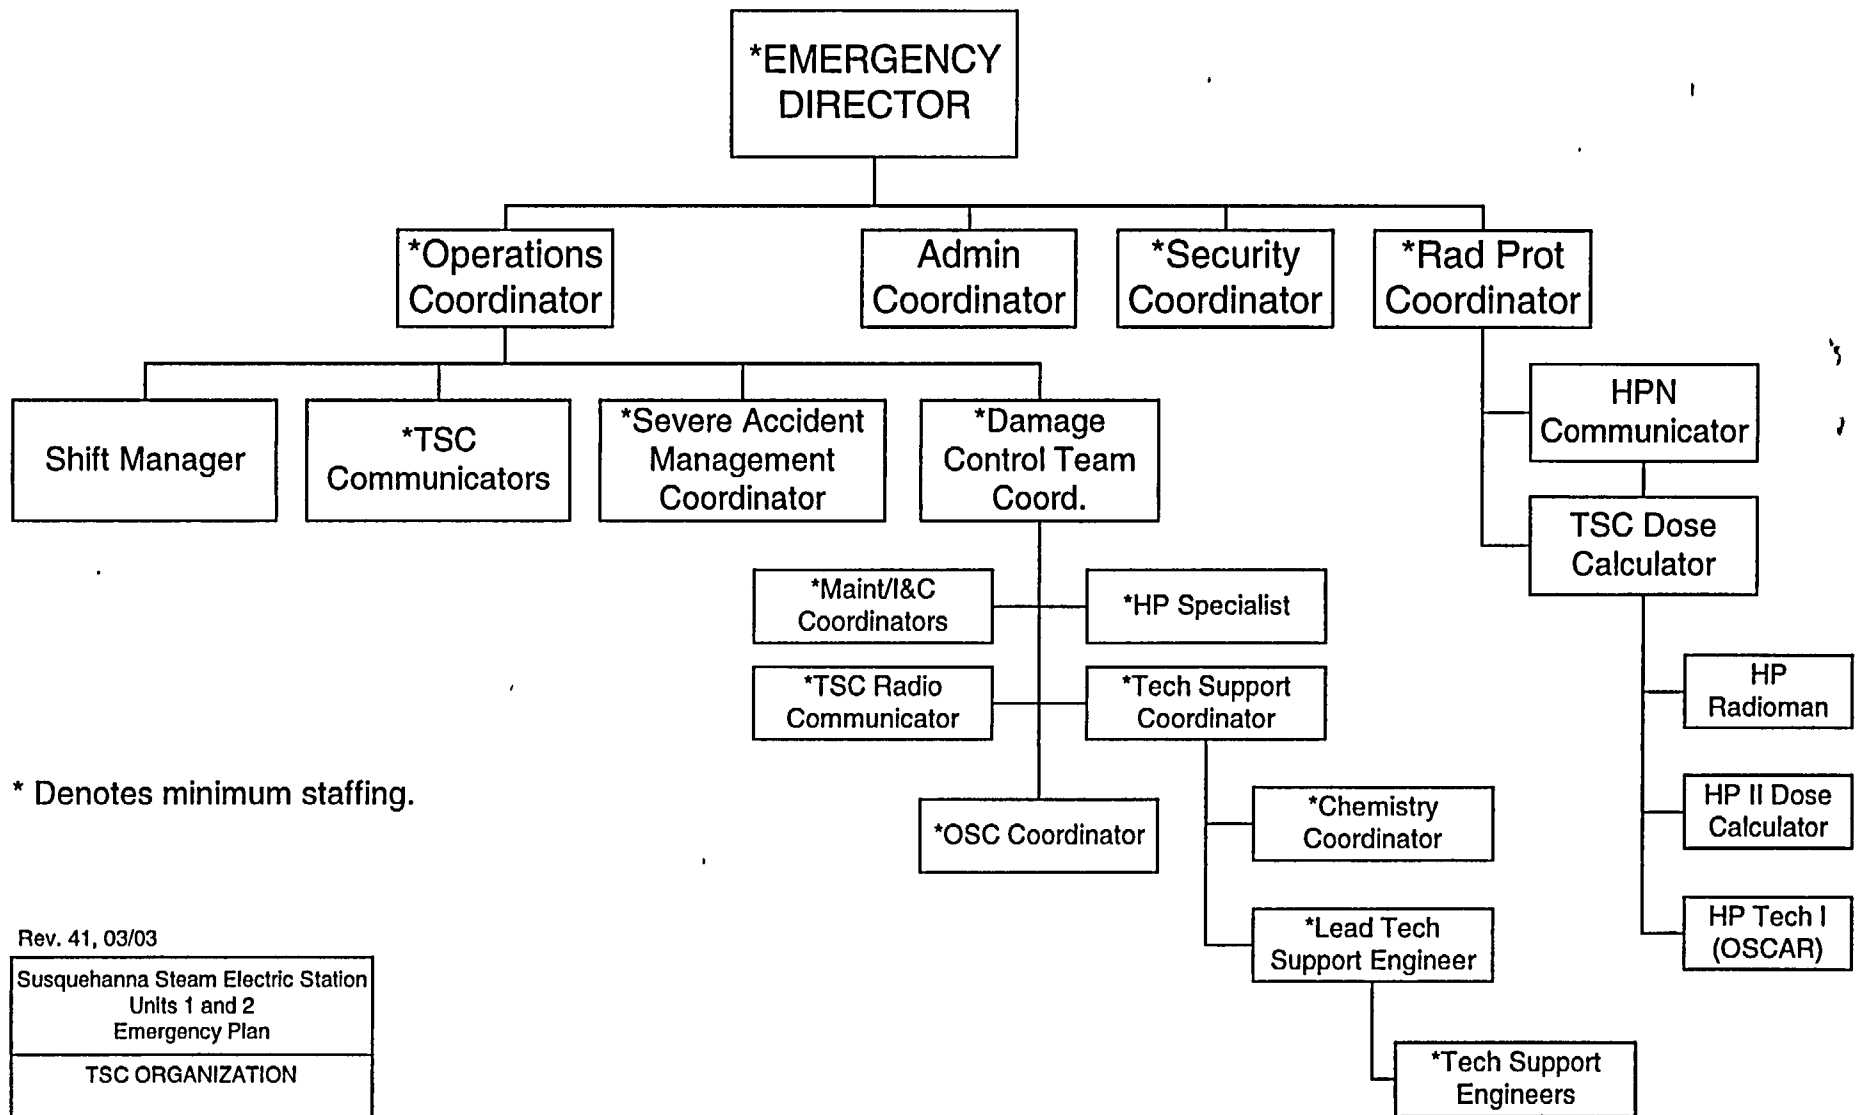 *EMERGENCY
DIRECTOR
*Operations
Coordinator
Admin
Coordinator
*Security
Coordinator
*Rad Prot
Coordinator
Shift Manager
*TSC
Communicators
*Severe Accident
Management
Coordinator
*Damage
Control Team
Coord.
HPN
Communicator
TSC Dose
Calculator
*Maint/I&C
Coordinators
*HP Specialist
*TSC Radio
Communicator
*Tech Support
Coordinator
HP
Radioman
* Denotes minimum staffing.
*OSC Coordinator
*Chemistry
Coordinator
HP II Dose
Calculator
*Lead Tech
Support Engineer
HP Tech I
(OSCAR)
*Tech Support
Engineers
Rev. 41, 03/03
Susquehanna Steam Electric Station
Units 1 and 2
Emergency Plan
TSC ORGANIZATION